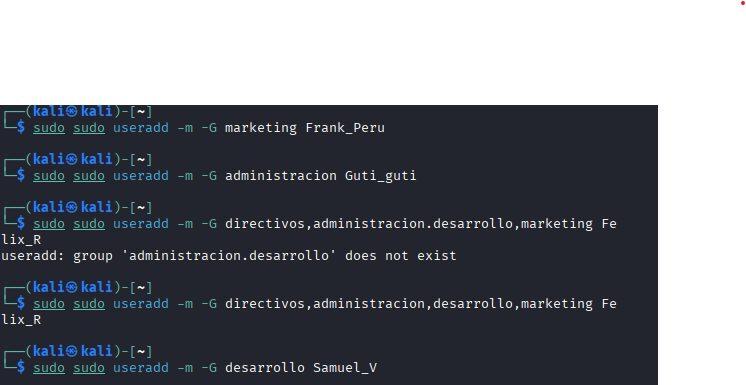 ┌──(kali㉿kali)-[~]
└─$ sudo sudo useradd -m -G marketing Frank_Peru
┌──(kali㉿kali)-[~]
└─$ sudo sudo useradd -m -G administracion Guti_guti
┌──(kali㉿kali)-[~]
└─$ sudo sudo useradd -m -G directivos,administracion.desarrollo,marketing Fe
lix_R
useradd: group 'administracion.desarrollo' does not exist
┌──(kali㉿kali)-[~]
└─$ sudo sudo useradd -m -G directivos,administracion,desarrollo,marketing Fe
lix_R
┌──(kali㉿kali)-[~]
└─$ sudo sudo useradd -m -G desarrollo Samuel_V